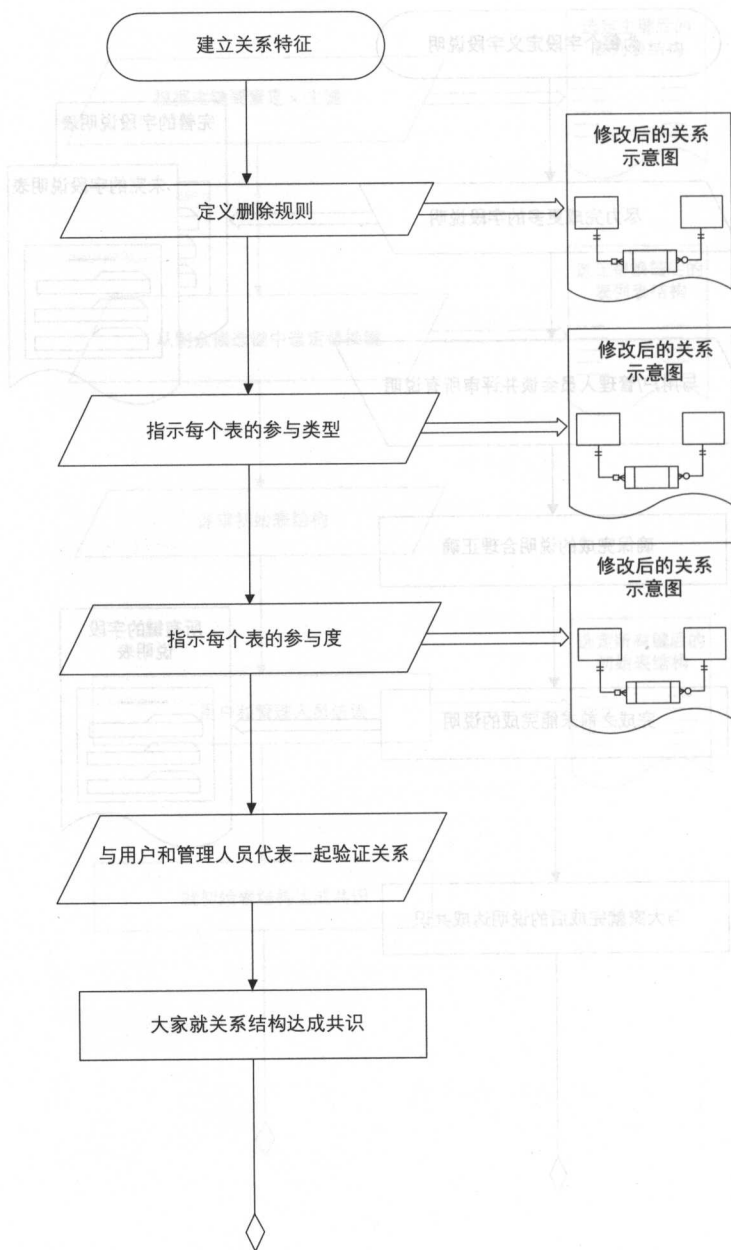 建立关系特征
定义删除规则
修改后的关系
示意图
指示每个表的参与类型
修改后的关系
示意图
指示每个表的参与度
修改后的关系
示意图
与用户和管理人员代表一起验证关系
大家就关系结构达成共识